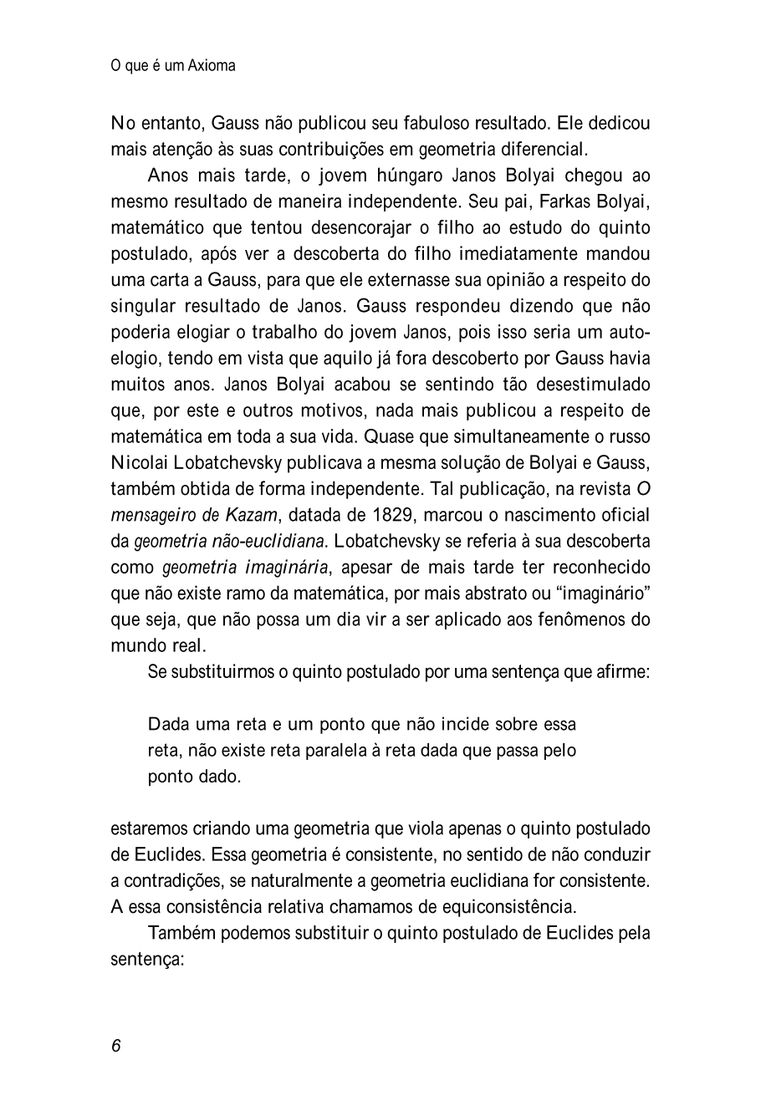 O que é um Axioma
No entanto, Gauss não publicou seu fabuloso resultado. Ele dedicou
mais atenção às suas contribuições em geometria diferencial.
Anos mais tarde, o jovem húngaro Janos Bolyai chegou ao
mesmo resultado de maneira independente. Seu pai, Farkas Bolyai,
matemático que tentou desencorajar o filho ao estudo do quinto
postulado, após ver a descoberta do filho imediatamente mandou
uma carta a Gauss, para que ele externasse sua opinião a respeito do
singular resultado de Janos. Gauss respondeu dizendo que não
poderia elogiar o trabalho do jovem Janos, pois isso seria um auto-
elogio, tendo em vista que aquilo já fora descoberto por Gauss havia
muitos anos. Janos Bolyai acabou se sentindo tão desestimulado
que, por este e outros motivos, nada mais publicou a respeito de
matemática em toda a sua vida. Quase que simultaneamente o russo
Nicolai Lobatchevsky publicava a mesma solução de Bolyai e Gauss,
também obtida de forma independente. Tal publicação, na revista O
mensageiro de Kazam, datada de 1829, marcou o nascimento oficial
da geometria não-euclidiana. Lobatchevsky se referia à sua descoberta
como geometria imaginária, apesar de mais tarde ter reconhecido
que não existe ramo da matemática, por mais abstrato ou “imaginário”
que seja, que não possa um dia vir a ser aplicado aos fenômenos do
mundo real.
Se substituirmos o quinto postulado por uma sentença que afirme:
Dada uma reta e um ponto que não incide sobre essa
reta, não existe reta paralela à reta dada que passa pelo
ponto dado.
estaremos criando uma geometria que viola apenas o quinto postulado
de Euclides. Essa geometria é consistente, no sentido de não conduzir
a contradições, se naturalmente a geometria euclidiana for consistente.
A essa consistência relativa chamamos de equiconsistência.
Também podemos substituir o quinto postulado de Euclides pela
sentença:
6